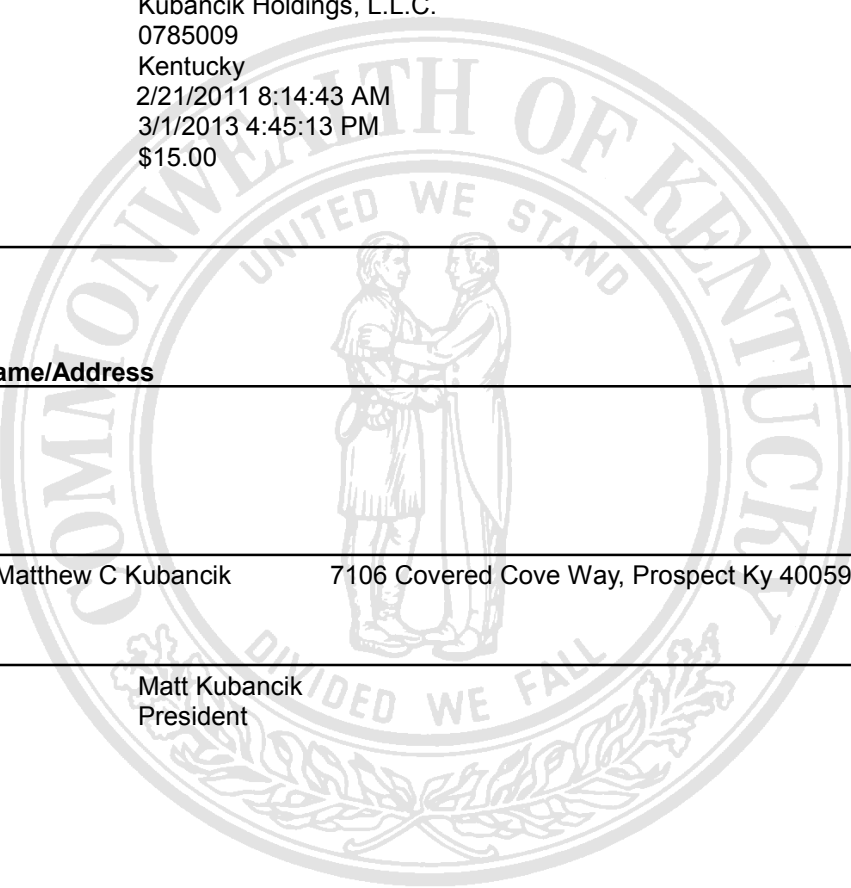 Kubancik Holdings, L.L.C.
0785009
Kentucky
2/21/2011 8:14:43 AM
3/1/2013 4:45:13 PM
$15.00
ame/Address
Matthew C Kubancik 7106 Covered Cove Way, Prospect Ky 40059
Matt Kubancik
President
COMMONWEALTH OF KENTUCKY
UNITED WE STAND
DIVIDED WE FALL